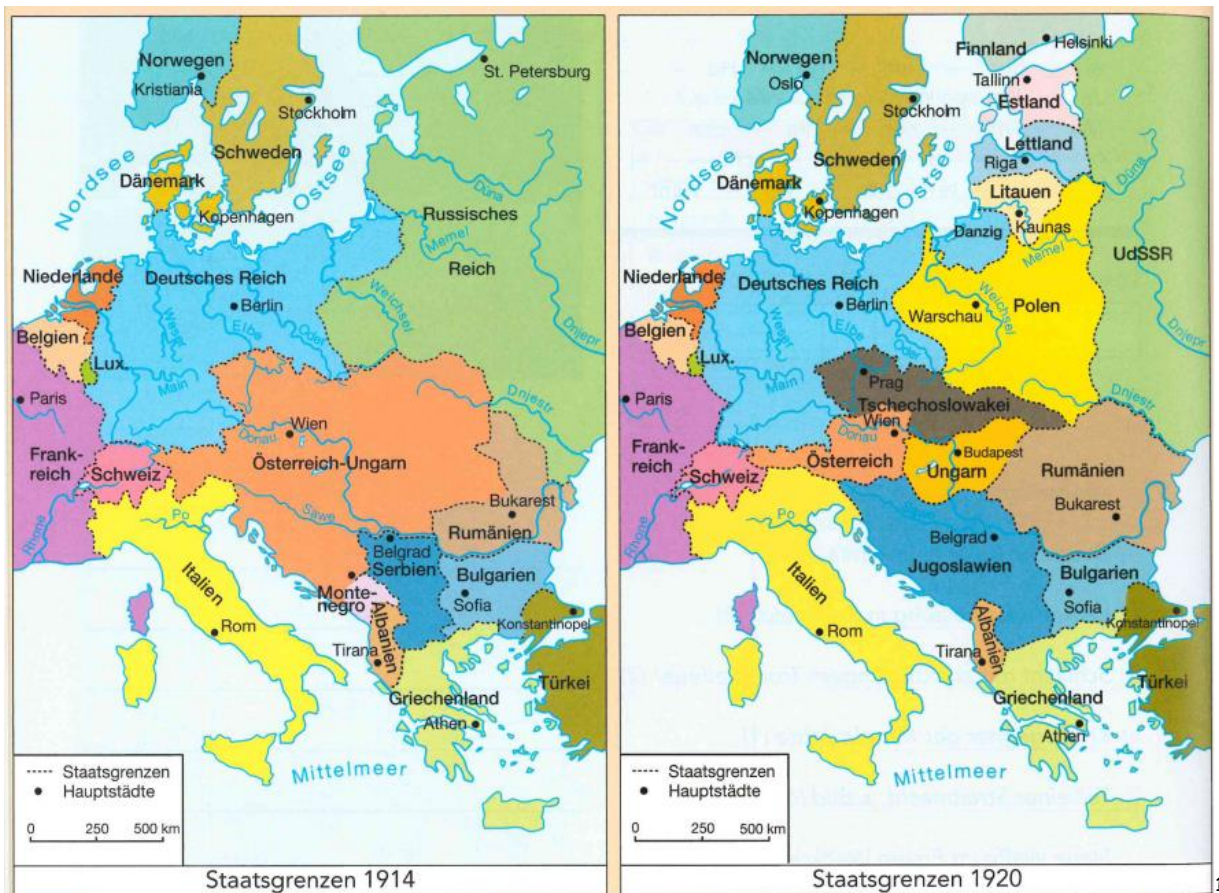 Norwegen
Kristiania
St. Petersburg
Stockholm
Schweden
Nordsee
Ostsee
Dänemark
Kopenhagen
Düna
Russisches
Memel
Reich
Niederlande
Deutsches Reich
Berlin
Weichsel
Weser
Elbe
Oder
Dnjepr
Belgien
Lux.
Main
Paris
Dnjestr
Wien
Donau
Frank-
reich
Schweiz
Österreich-Ungarn
Bukarest
Rhone
Po
Sawe
Rumänien
Belgrad
Serbien
Italien
Monte-
negro
Bulgarien
Sofia
Albanien
Konstantinopel
Rom
Tirana
Türkei
Griechenland
Athen
Mittelmeer
Staatsgrenzen
Hauptstädte
0 250 500 km
Staatsgrenzen 1914
Norwegen
Oslo
Finnland
Helsinki
Tallinn
Estland
Stockholm
Schweden
Nordsee
Ostsee
Lettland
Riga
Dänemark
Kopenhagen
Litauen
Düna
Danzig
Kaunas
Memel
UdSSR
Niederlande
Deutsches Reich
Berlin
Warschau
Weichsel
Polen
Weser
Elbe
Oder
Dnjepr
Belgien
Lux.
Main
Prag
Paris
Tschechoslowakei
Dnjestr
Wien
Donau
Budapest
Frank-
reich
Schweiz
Österreich
Ungarn
Rumänien
Bukarest
Rhone
Po
Belgrad
Jugoslawien
Italien
Bulgarien
Sofia
Albanien
Konstantinopel
Rom
Tirana
Türkei
Griechenland
Athen
Mittelmeer
Staatsgrenzen
Hauptstädte
0 250 500 km
Staatsgrenzen 1920